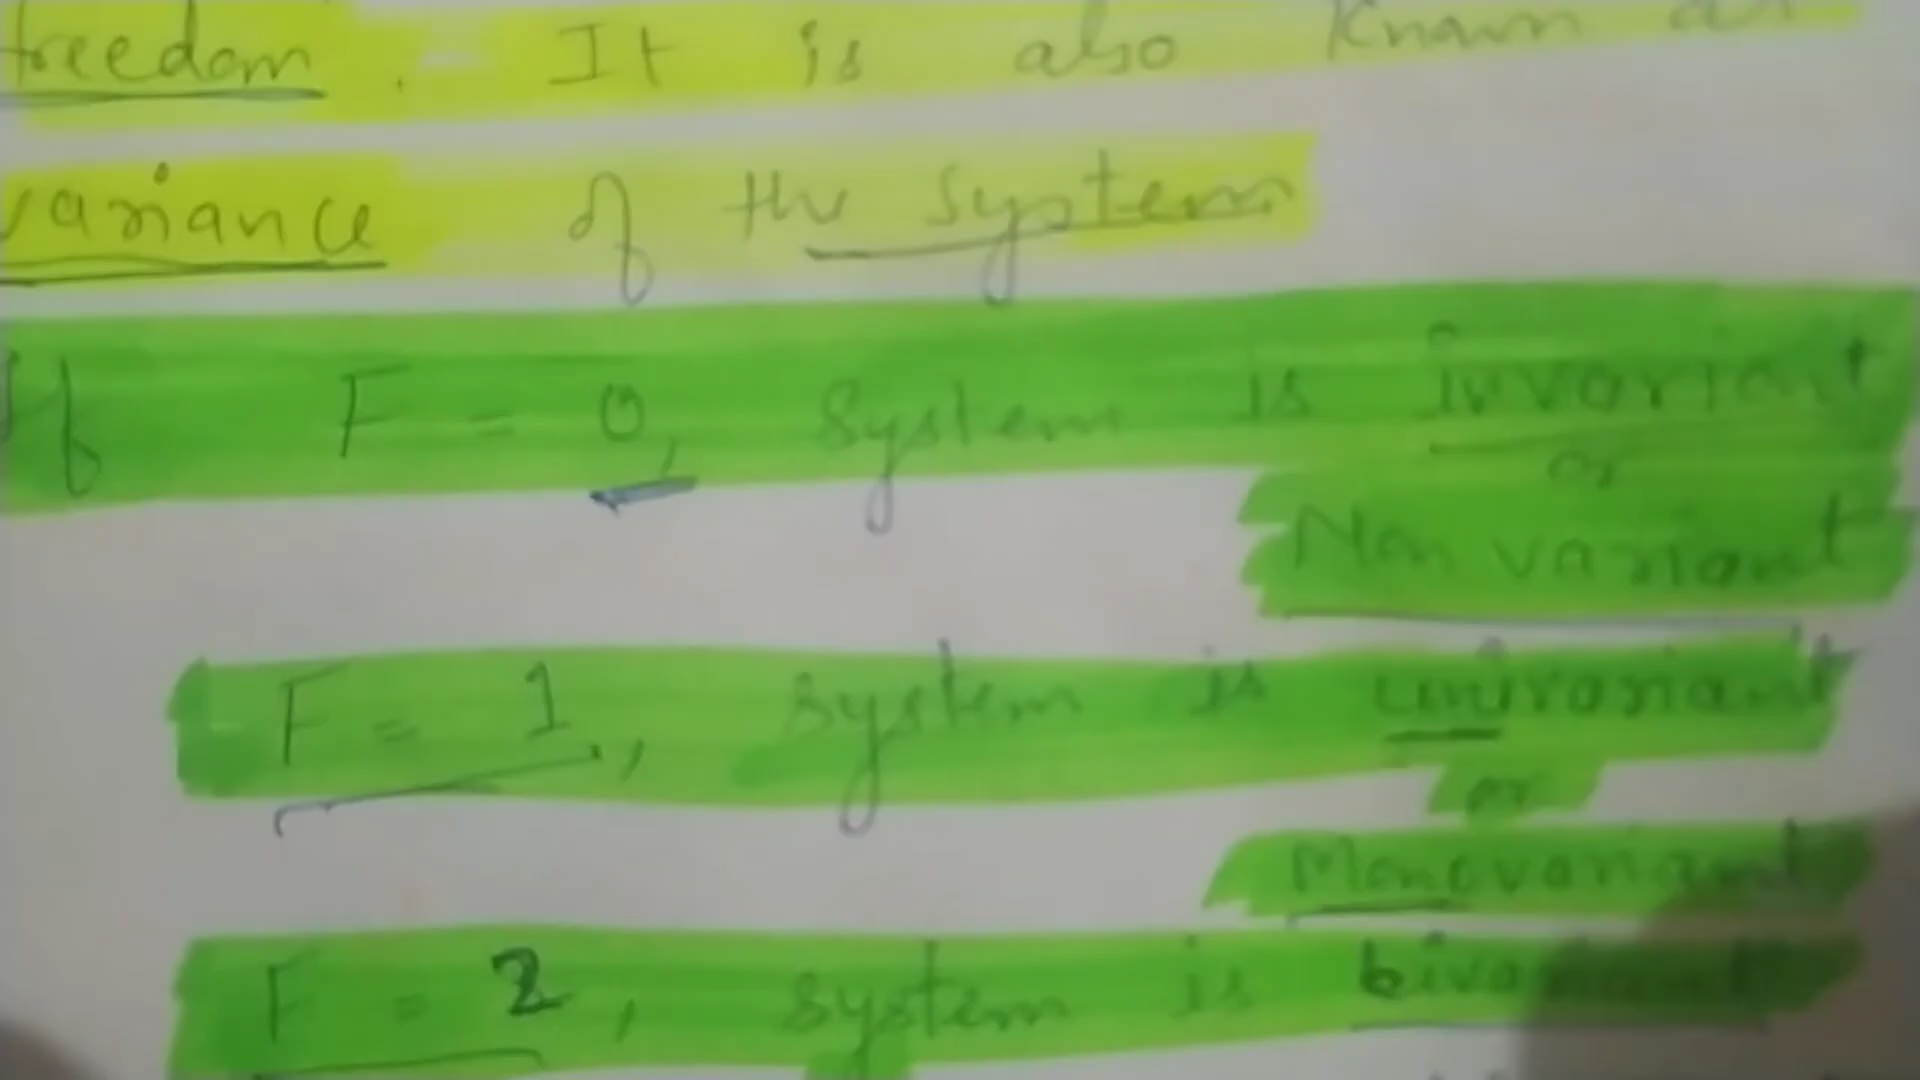 freedom. It is also known as
variance of the system
If F = 0, system is invariant
or
Non variant
F = 1, system is univariant
or
Monovariant
F = 2, system is bivariant